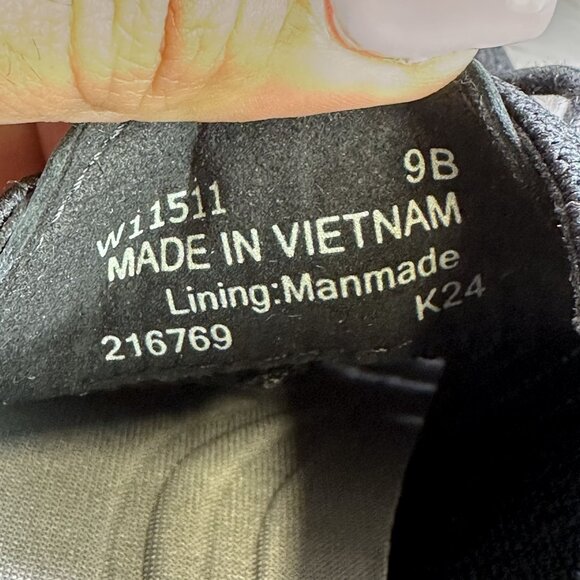 W11511 9B
MADE IN VIETNAM
Lining:Manmade
216769 K24